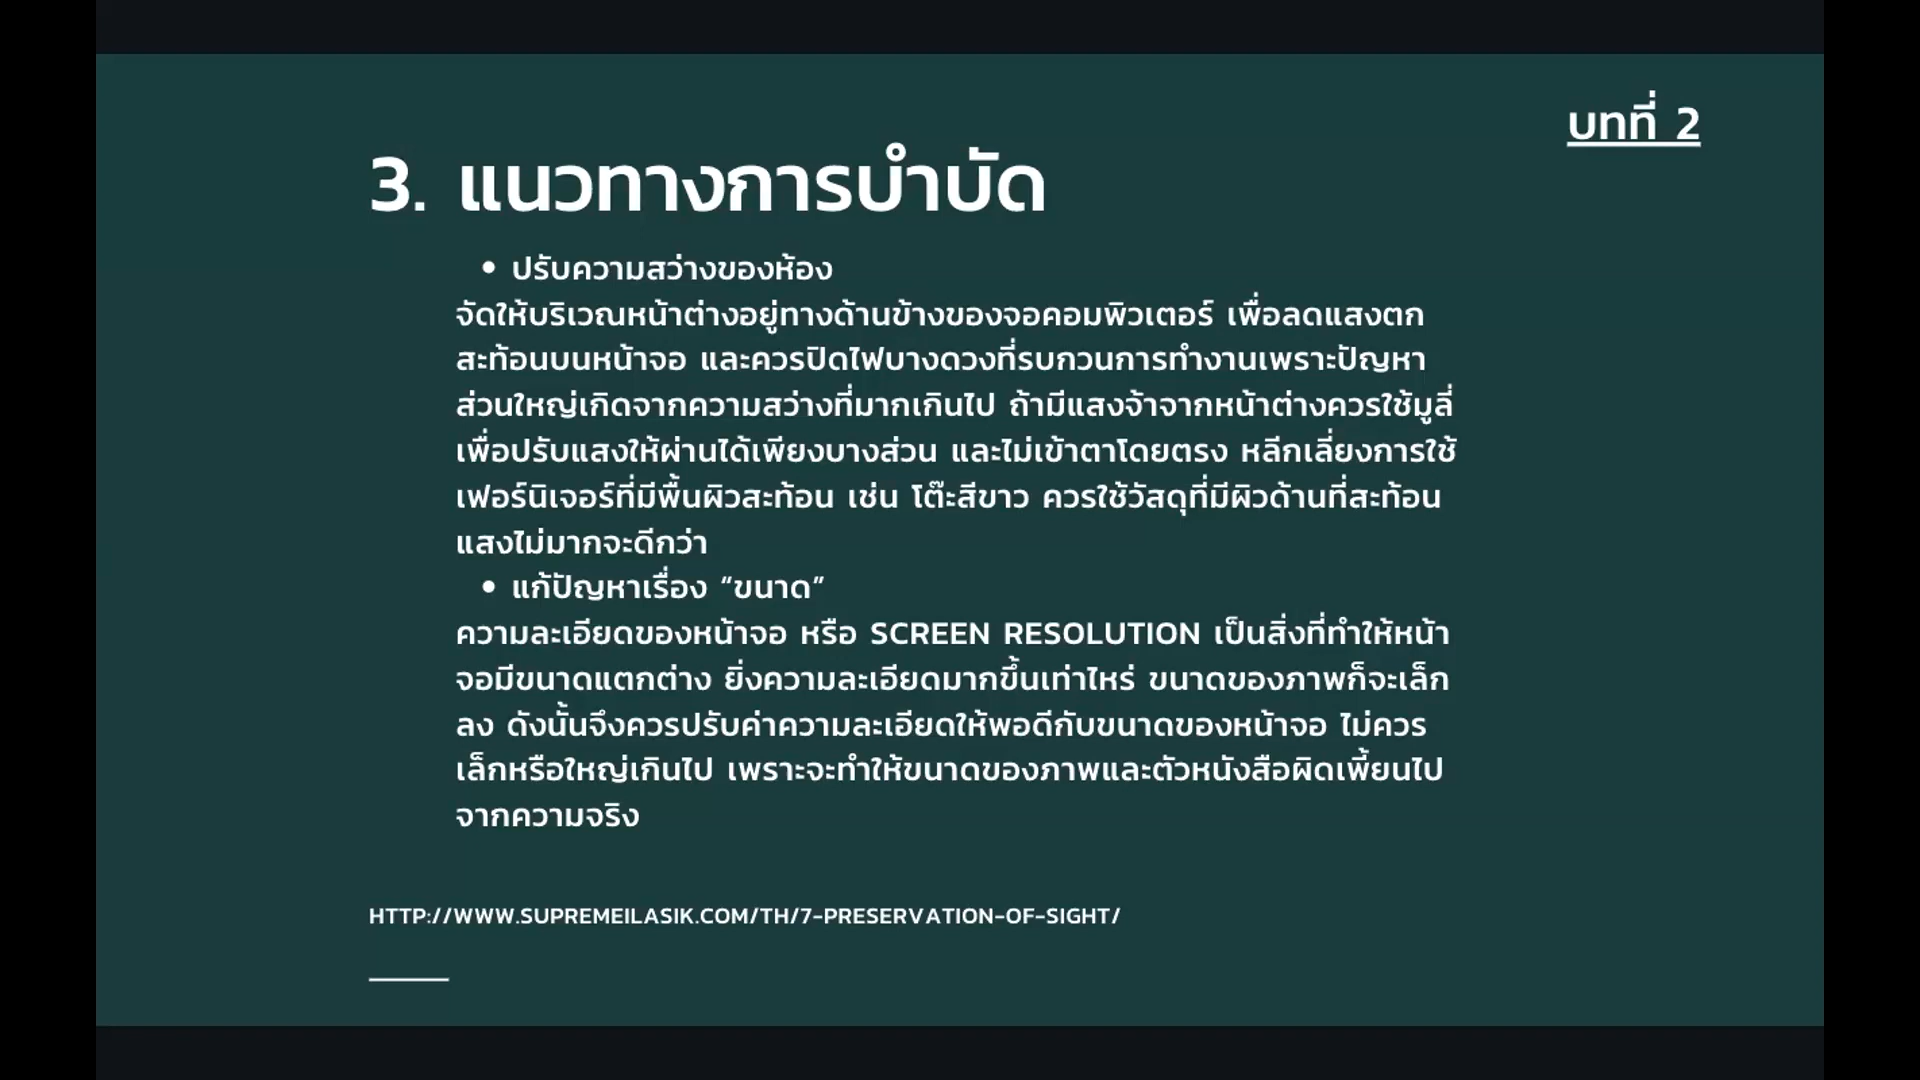 บทที่ 2
3. แนวทางการบำบัด
• ปรับความสว่างของห้อง
จัดให้บริเวณหน้าต่างอยู่ทางด้านข้างของจอคอมพิวเตอร์ เพื่อลดแสงตก
สะท้อนบนหน้าจอ และควรปิดไฟบางดวงที่รบกวนการทำงานเพราะปัญหา
ส่วนใหญ่เกิดจากความสว่างที่มากเกินไป ถ้ามีแสงจ้าจากหน้าต่างควรใช้มูลี่
เพื่อปรับแสงให้ผ่านได้เพียงบางส่วน และไม่เข้าตาโดยตรง หลีกเลี่ยงการใช้
เฟอร์นิเจอร์ที่มีพื้นผิวสะท้อน เช่น โต๊ะสีขาว ควรใช้วัสดุที่มีผิวด้านที่สะท้อน
แสงไม่มากจะดีกว่า
• แก้ปัญหาเรื่อง “ขนาด”
ความละเอียดของหน้าจอ หรือ SCREEN RESOLUTION เป็นสิ่งที่ทำให้หน้า
จอมีขนาดแตกต่าง ยิ่งความละเอียดมากขึ้นเท่าไหร่ ขนาดของภาพก็จะเล็ก
ลง ดังนั้นจึงควรปรับค่าความละเอียดให้พอดีกับขนาดของหน้าจอ ไม่ควร
เล็กหรือใหญ่เกินไป เพราะจะทำให้ขนาดของภาพและตัวหนังสือผิดเพี้ยนไป
จากความจริง
HTTP://WWW.SUPREMEILASIK.COM/TH/7-PRESERVATION-OF-SIGHT/